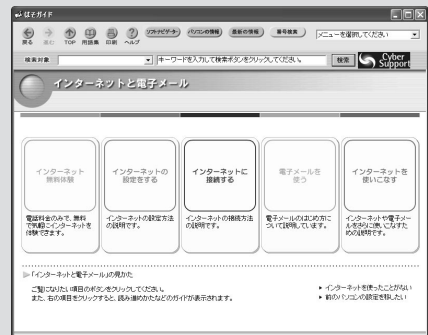 ぱそガイド
戻る 進む TOP 用語集 印刷 ヘルプ ソフトナビゲーター パソコンの情報 最新の情報 番号検索 メニューを選択してください
検索対象 キーワードを入力して検索ボタンをクリックしてください。 検索 Cyber Support
インターネットと電子メール
インターネット
無料体験
インターネットの
設定をする
インターネットに
接続する
電子メールを
使う
インターネットを
使いこなす
電話料金のみで、無料
で気軽にインターネットを
体験できます。
インターネットの設定方法
の説明です。
インターネットの接続方法
の説明です。
電子メールのはじめ方に
ついて説明しています。
インターネットや電子メー
ルをさらに使いこなすた
めの説明です。
「インターネットと電子メール」の見かた
ご覧になりたい項目のボタンをクリックしてください。
また、右の項目をクリックすると、読み進めかたなどのガイドが表示されます。
インターネットを使ったことがない
前のパソコンの設定を移したい